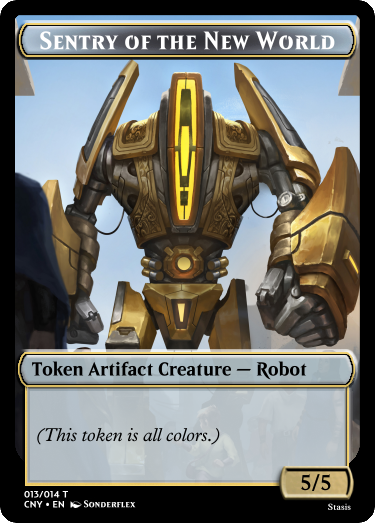 Sentry of the New World
Token Artifact Creature — Robot
(This token is all colors.)
5/5
013/014 T
CNY • EN Sonderflex
Stasis